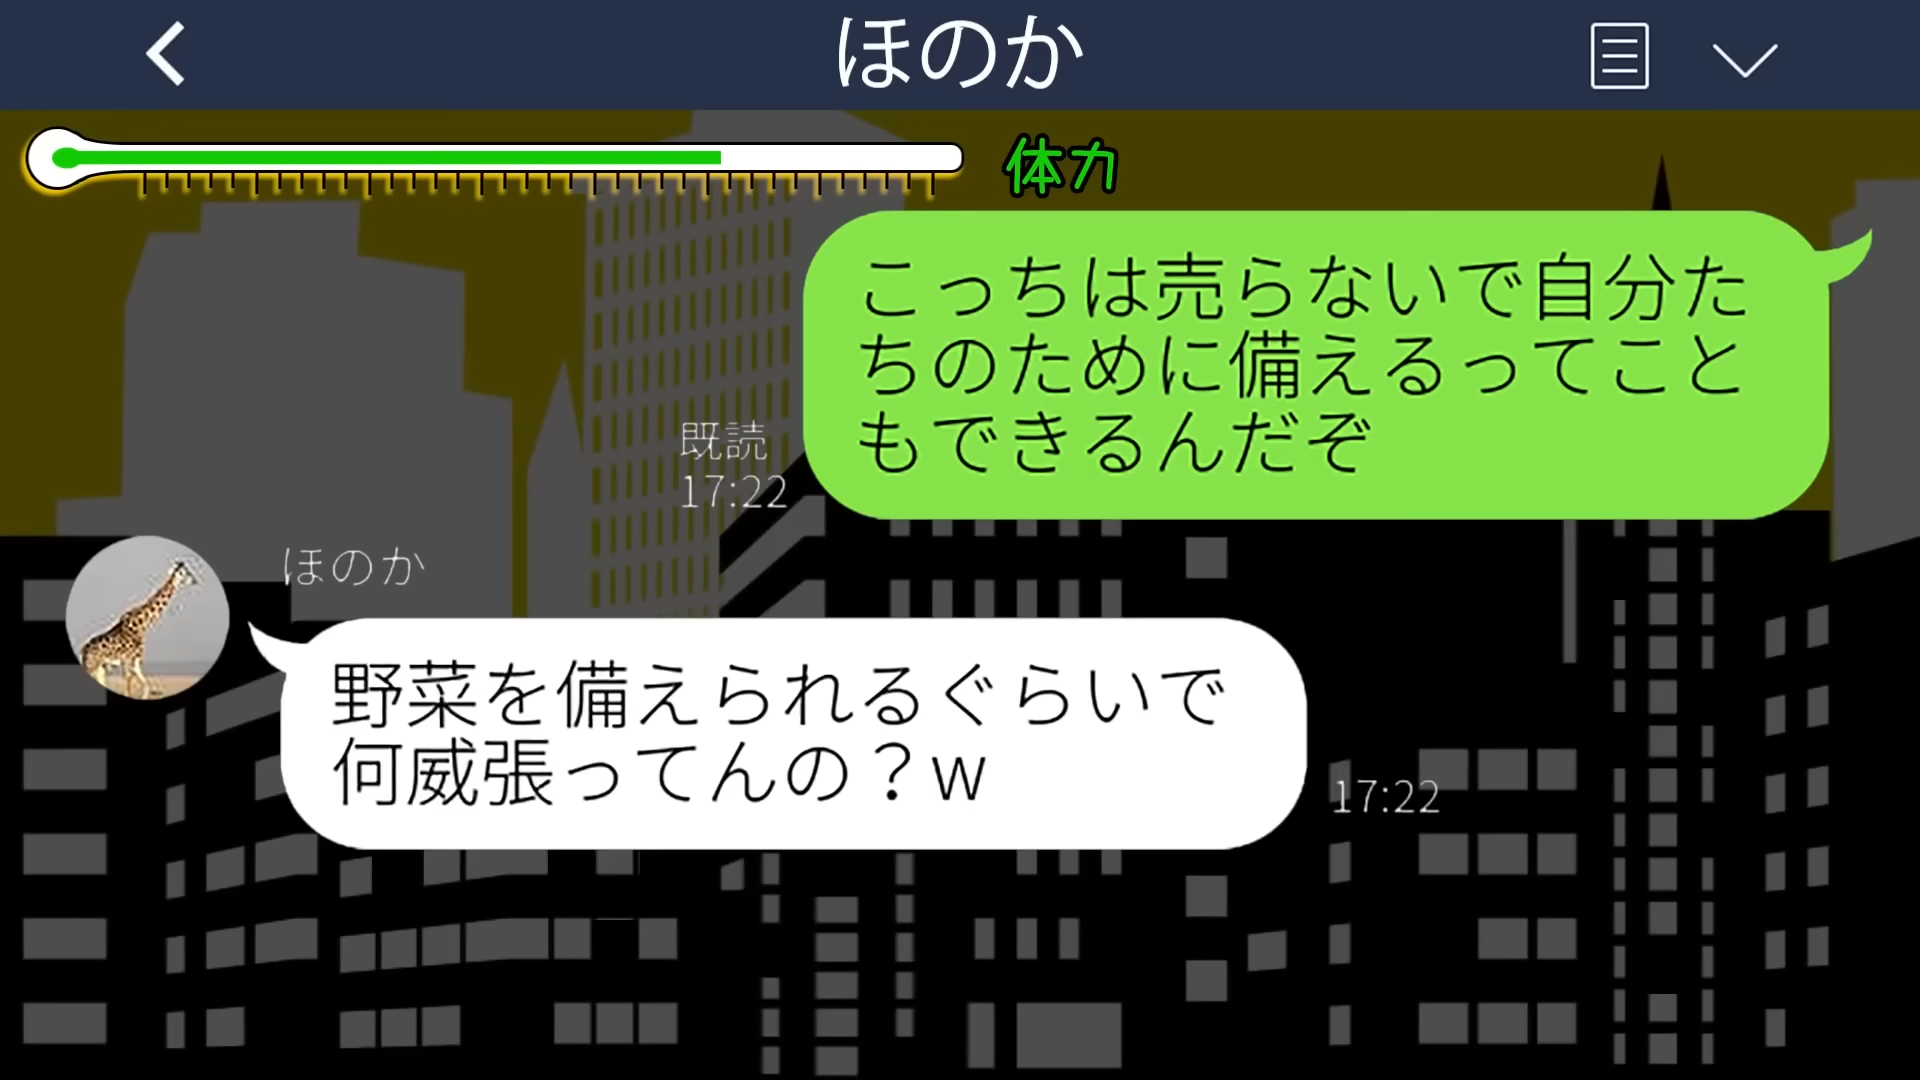 ほのか
体力
こっちは売らないで自分た
ちのために備えるってこと
もできるんだぞ
既読
17:22
ほのか
野菜を備えられるぐらいで
何威張ってんの？w
17:22